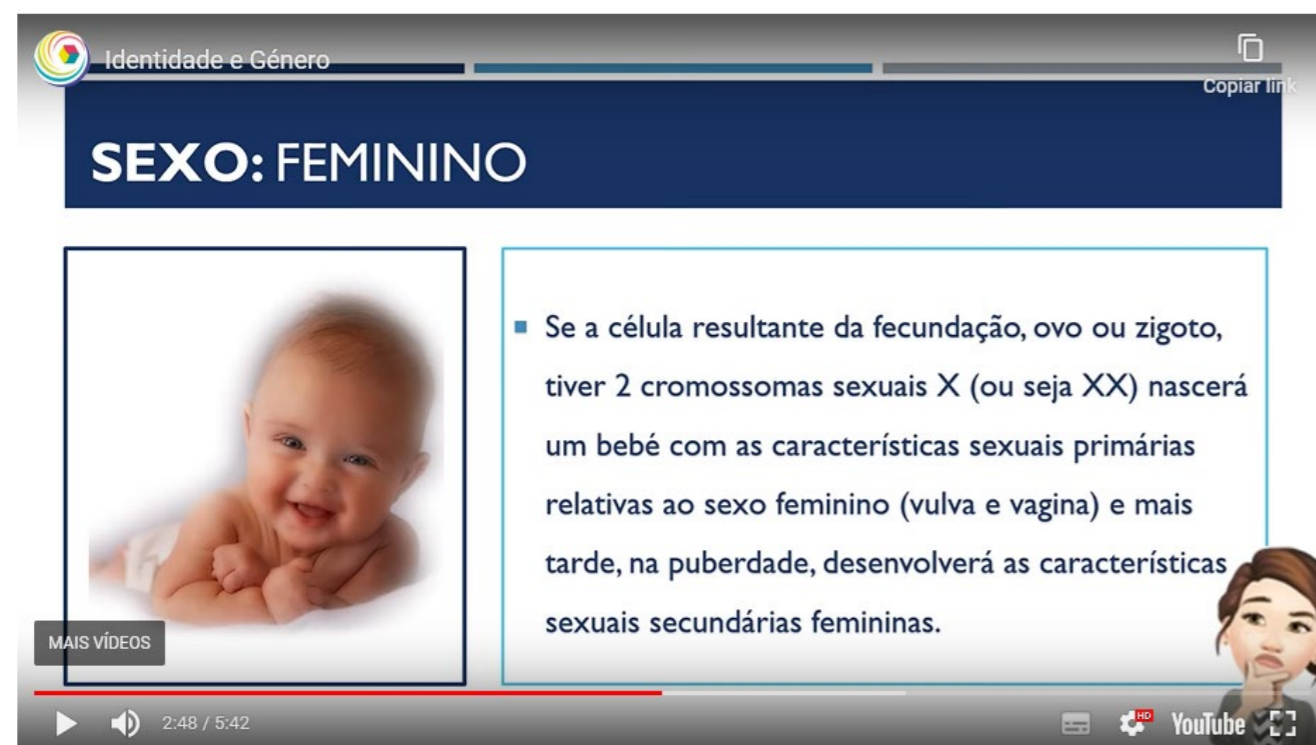 Identidade e Género
Copiar link
SEXO: FEMININO
Se a célula resultante da fecundação, ovo ou zigoto,
tiver 2 cromossomas sexuais X (ou seja XX) nascerá
um bebé com as características sexuais primárias
relativas ao sexo feminino (vulva e vagina) e mais
tarde, na puberdade, desenvolverá as características
sexuais secundárias femininas.
MAIS VÍDEOS
2:48 / 5:42
HD
YouTube